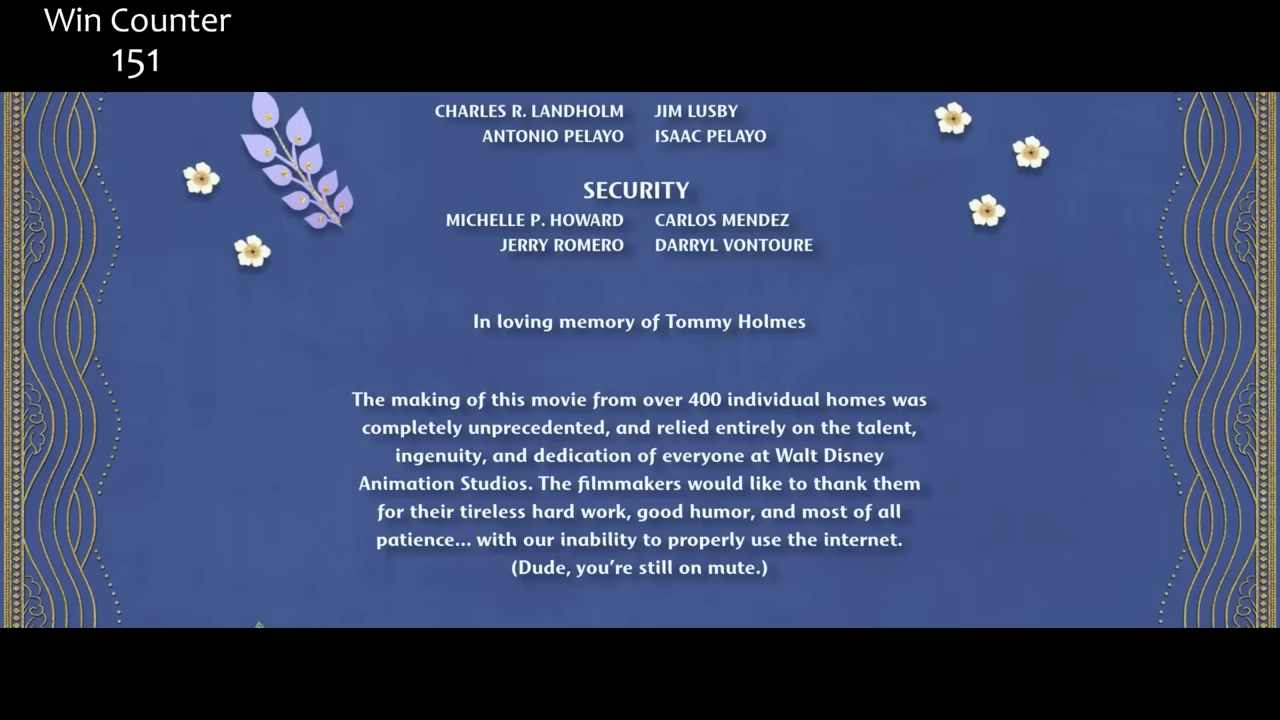 Win Counter
151
CHARLES R. LANDHOLM JIM LUSBY
ANTONIO PELAYO ISAAC PELAYO
SECURITY
MICHELLE P. HOWARD CARLOS MENDEZ
JERRY ROMERO DARRYL VONTOURE
In loving memory of Tommy Holmes
The making of this movie from over 400 individual homes was
completely unprecedented, and relied entirely on the talent,
ingenuity, and dedication of everyone at Walt Disney
Animation Studios. The filmmakers would like to thank them
for their tireless hard work, good humor, and most of all
patience... with our inability to properly use the internet.
(Dude, you're still on mute.)